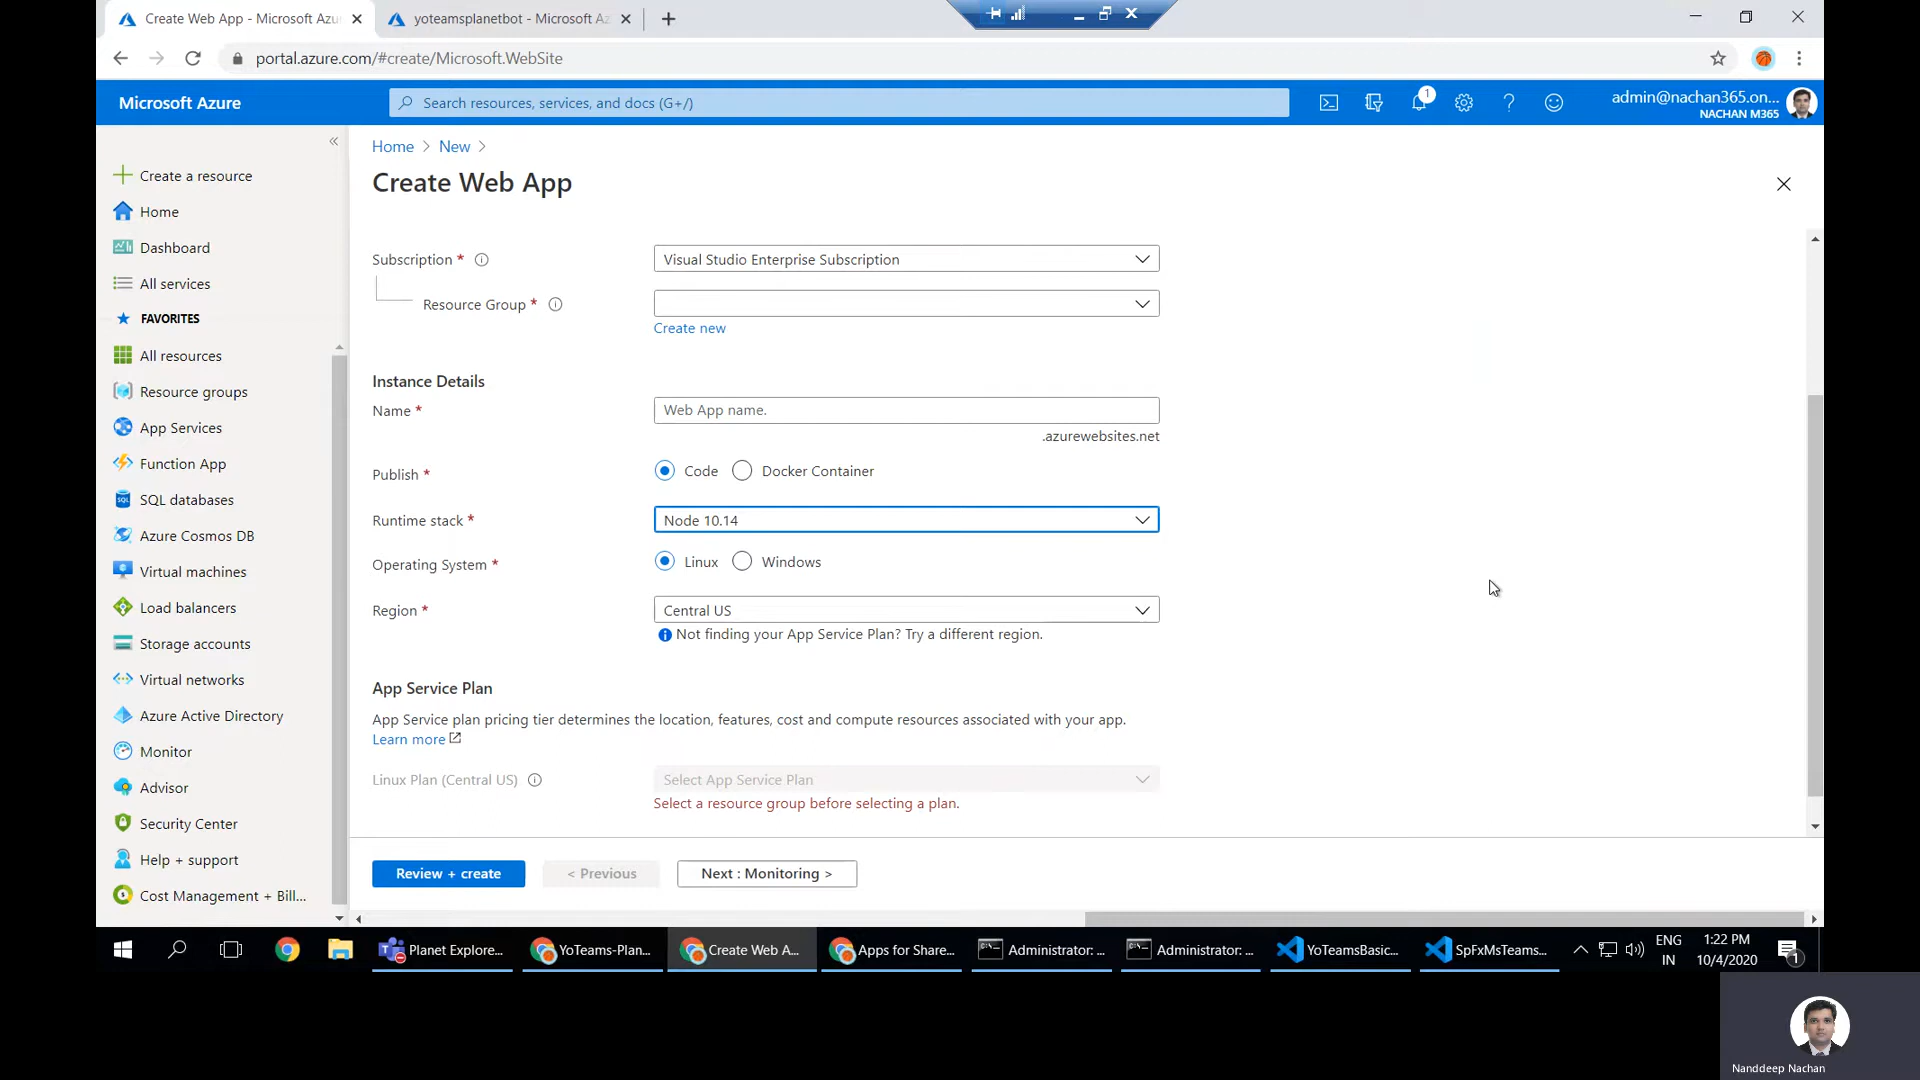 Create Web App - Microsoft Azu
yoteamsplanetbot - Microsoft Az
portal.azure.com/#create/Microsoft.WebSite
Microsoft Azure
Search resources, services, and docs (G+/)
1
admin@nachan365.on...
NACHAN M365
Create a resource
Home
Dashboard
All services
FAVORITES
All resources
Resource groups
App Services
Function App
SQL databases
Azure Cosmos DB
Virtual machines
Load balancers
Storage accounts
Virtual networks
Azure Active Directory
Monitor
Advisor
Security Center
Help + support
Cost Management + Bill...
Home > New >
Create Web App
Subscription *
Visual Studio Enterprise Subscription
Resource Group *
Create new
Instance Details
Name *
Web App name.
.azurewebsites.net
Publish *
Code
Docker Container
Runtime stack *
Node 10.14
Operating System *
Linux
Windows
Region *
Central US
Not finding your App Service Plan? Try a different region.
App Service Plan
App Service plan pricing tier determines the location, features, cost and compute resources associated with your app.
Learn more
Linux Plan (Central US)
Select App Service Plan
Select a resource group before selecting a plan.
Review + create
< Previous
Next : Monitoring >
Planet Explore...
YoTeams-Plan...
Create Web A...
Apps for Share...
Administrator: ...
Administrator: ...
YoTeamsBasic...
SpFxMsTeams...
ENG
IN
1:22 PM
10/4/2020
1
Nanddeep Nachan